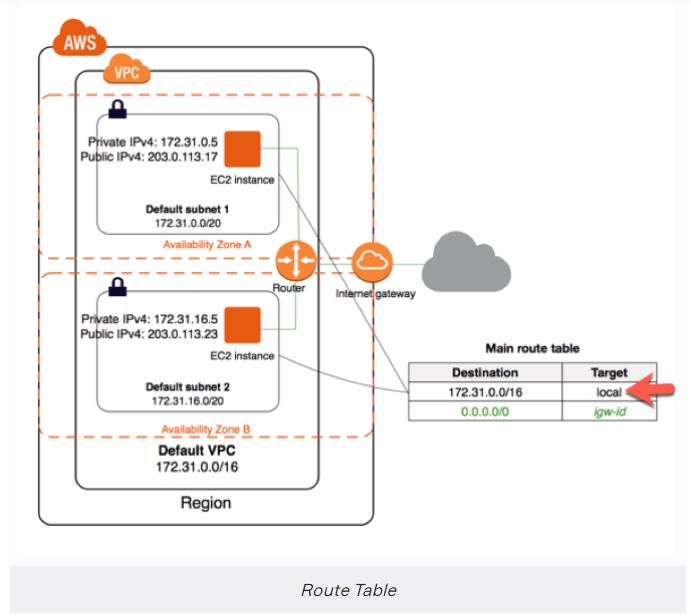 AWS
VPC
Private IPv4: 172.31.0.5
Public IPv4: 203.0.113.17
EC2 instance
Default subnet 1
172.31.0.0/20
Availability Zone A
Router
Internet gateway
Private IPv4: 172.31.16.5
Public IPv4: 203.0.113.23
EC2 instance
Default subnet 2
172.31.16.0/20
Availability Zone B
Default VPC
172.31.0.0/16
Region
Main route table
Destination Target
172.31.0.0/16 local
0.0.0.0/0 igw-id
Route Table